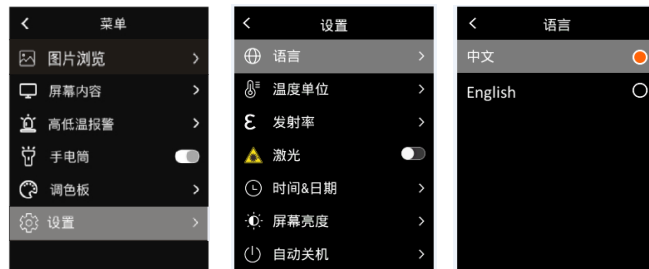 菜单
图片浏览
屏幕内容
高低温报警
手电筒
调色板
设置
设置
语言
温度单位
发射率
激光
时间&日期
屏幕亮度
自动关机
语言
中文
English